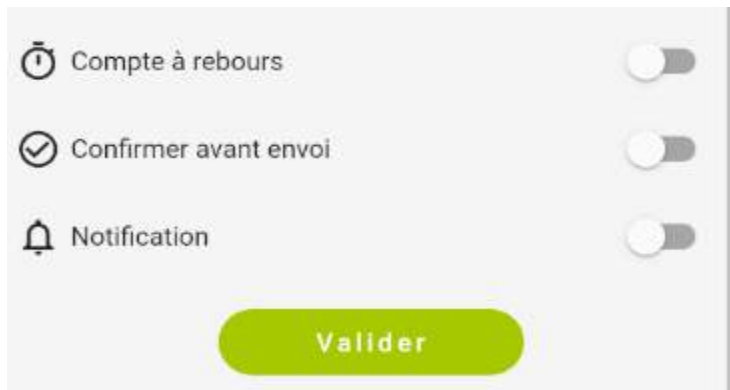 Compte à rebours
Confirmer avant envoi
Notification
Valider